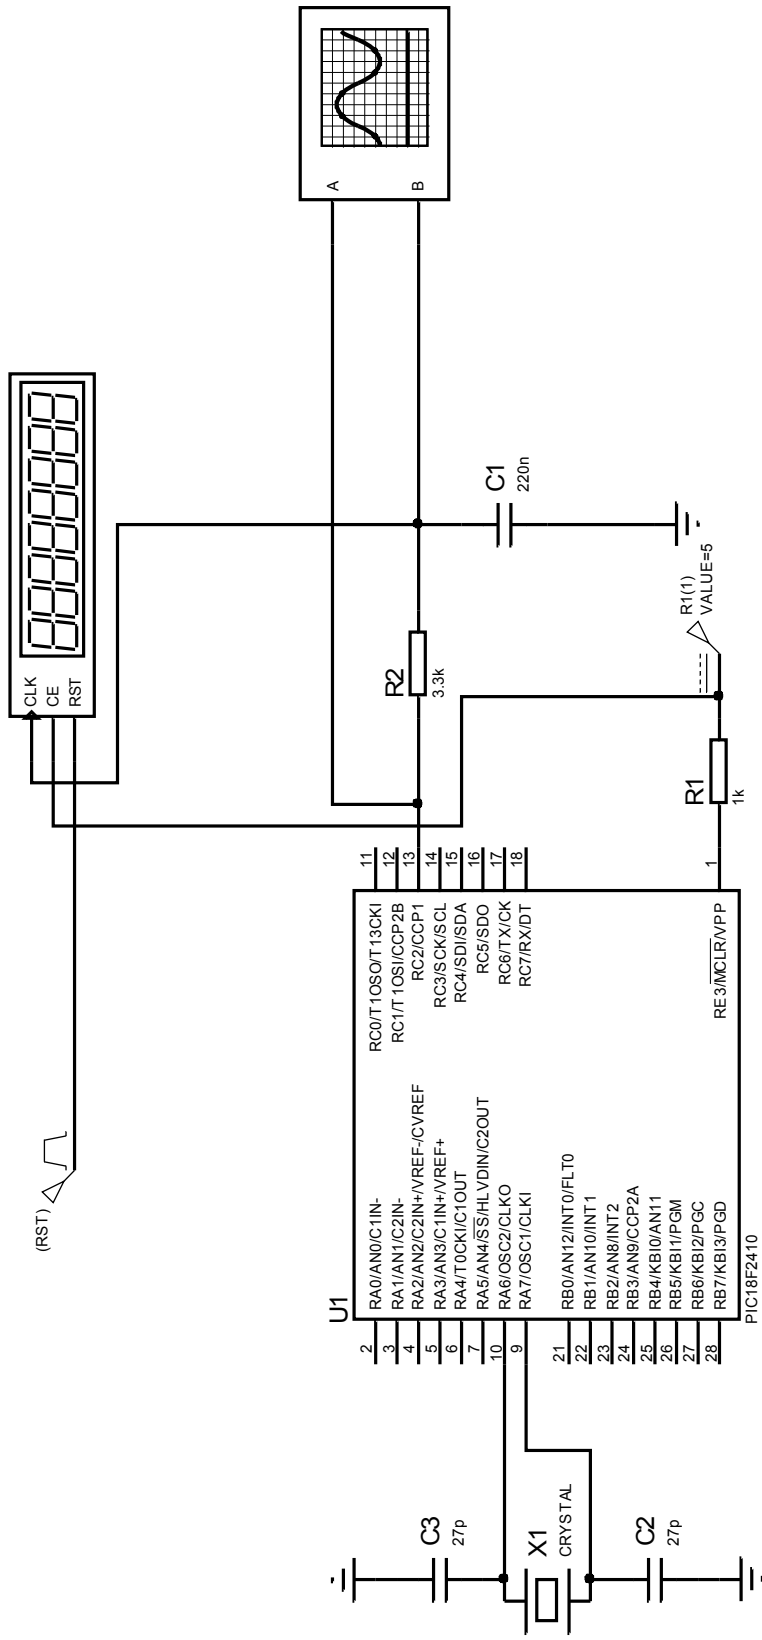 A
B
CLK
CE
RST
(RST)
C1
220n
R2
3.3k
R1(1)
VALUE=5
R1
1k
U1
PIC18F2410
2
RA0/AN0/C1IN-
3
RA1/AN1/C2IN-
4
RA2/AN2/C2IN+/VREF-/CVREF
5
RA3/AN3/C1IN+/VREF+
6
RA4/T0CKI/C1OUT
7
RA5/AN4/SS/HLVDIN/C2OUT
10
RA6/OSC2/CLKO
9
RA7/OSC1/CLKI
21
RB0/AN12/INT0/FLT0
22
RB1/AN10/INT1
23
RB2/AN8/INT2
24
RB3/AN9/CCP2A
25
RB4/KBI0/AN11
26
RB5/KBI1/PGM
27
RB6/KBI2/PGC
28
RB7/KBI3/PGD
RC0/T1OSO/T13CKI
11
RC1/T1OSI/CCP2B
12
RC2/CCP1
13
RC3/SCK/SCL
14
RC4/SDI/SDA
15
RC5/SDO
16
RC6/TX/CK
17
RC7/RX/DT
18
RE3/MCLR/VPP
1
C3
27p
X1
CRYSTAL
C2
27p